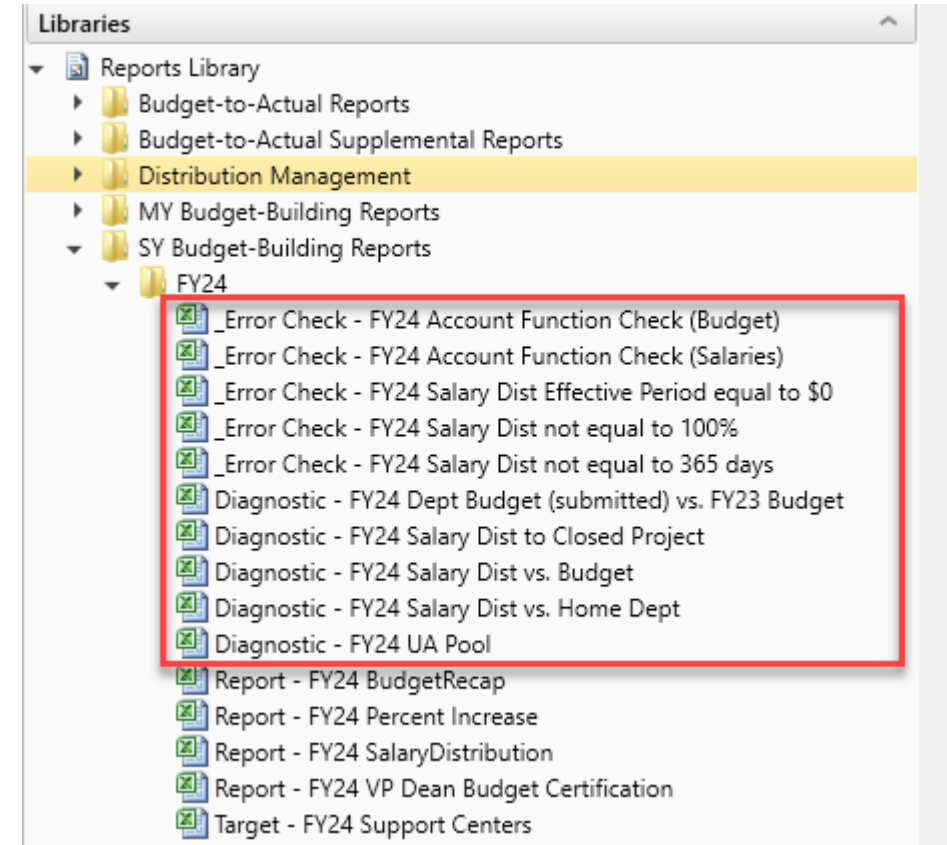 Libraries
Reports Library
Budget-to-Actual Reports
Budget-to-Actual Supplemental Reports
Distribution Management
MY Budget-Building Reports
SY Budget-Building Reports
FY24
_Error Check - FY24 Account Function Check (Budget)
_Error Check - FY24 Account Function Check (Salaries)
_Error Check - FY24 Salary Dist Effective Period equal to $0
_Error Check - FY24 Salary Dist not equal to 100%
_Error Check - FY24 Salary Dist not equal to 365 days
Diagnostic - FY24 Dept Budget (submitted) vs. FY23 Budget
Diagnostic - FY24 Salary Dist to Closed Project
Diagnostic - FY24 Salary Dist vs. Budget
Diagnostic - FY24 Salary Dist vs. Home Dept
Diagnostic - FY24 UA Pool
Report - FY24 BudgetRecap
Report - FY24 Percent Increase
Report - FY24 SalaryDistribution
Report - FY24 VP Dean Budget Certification
Target - FY24 Support Centers